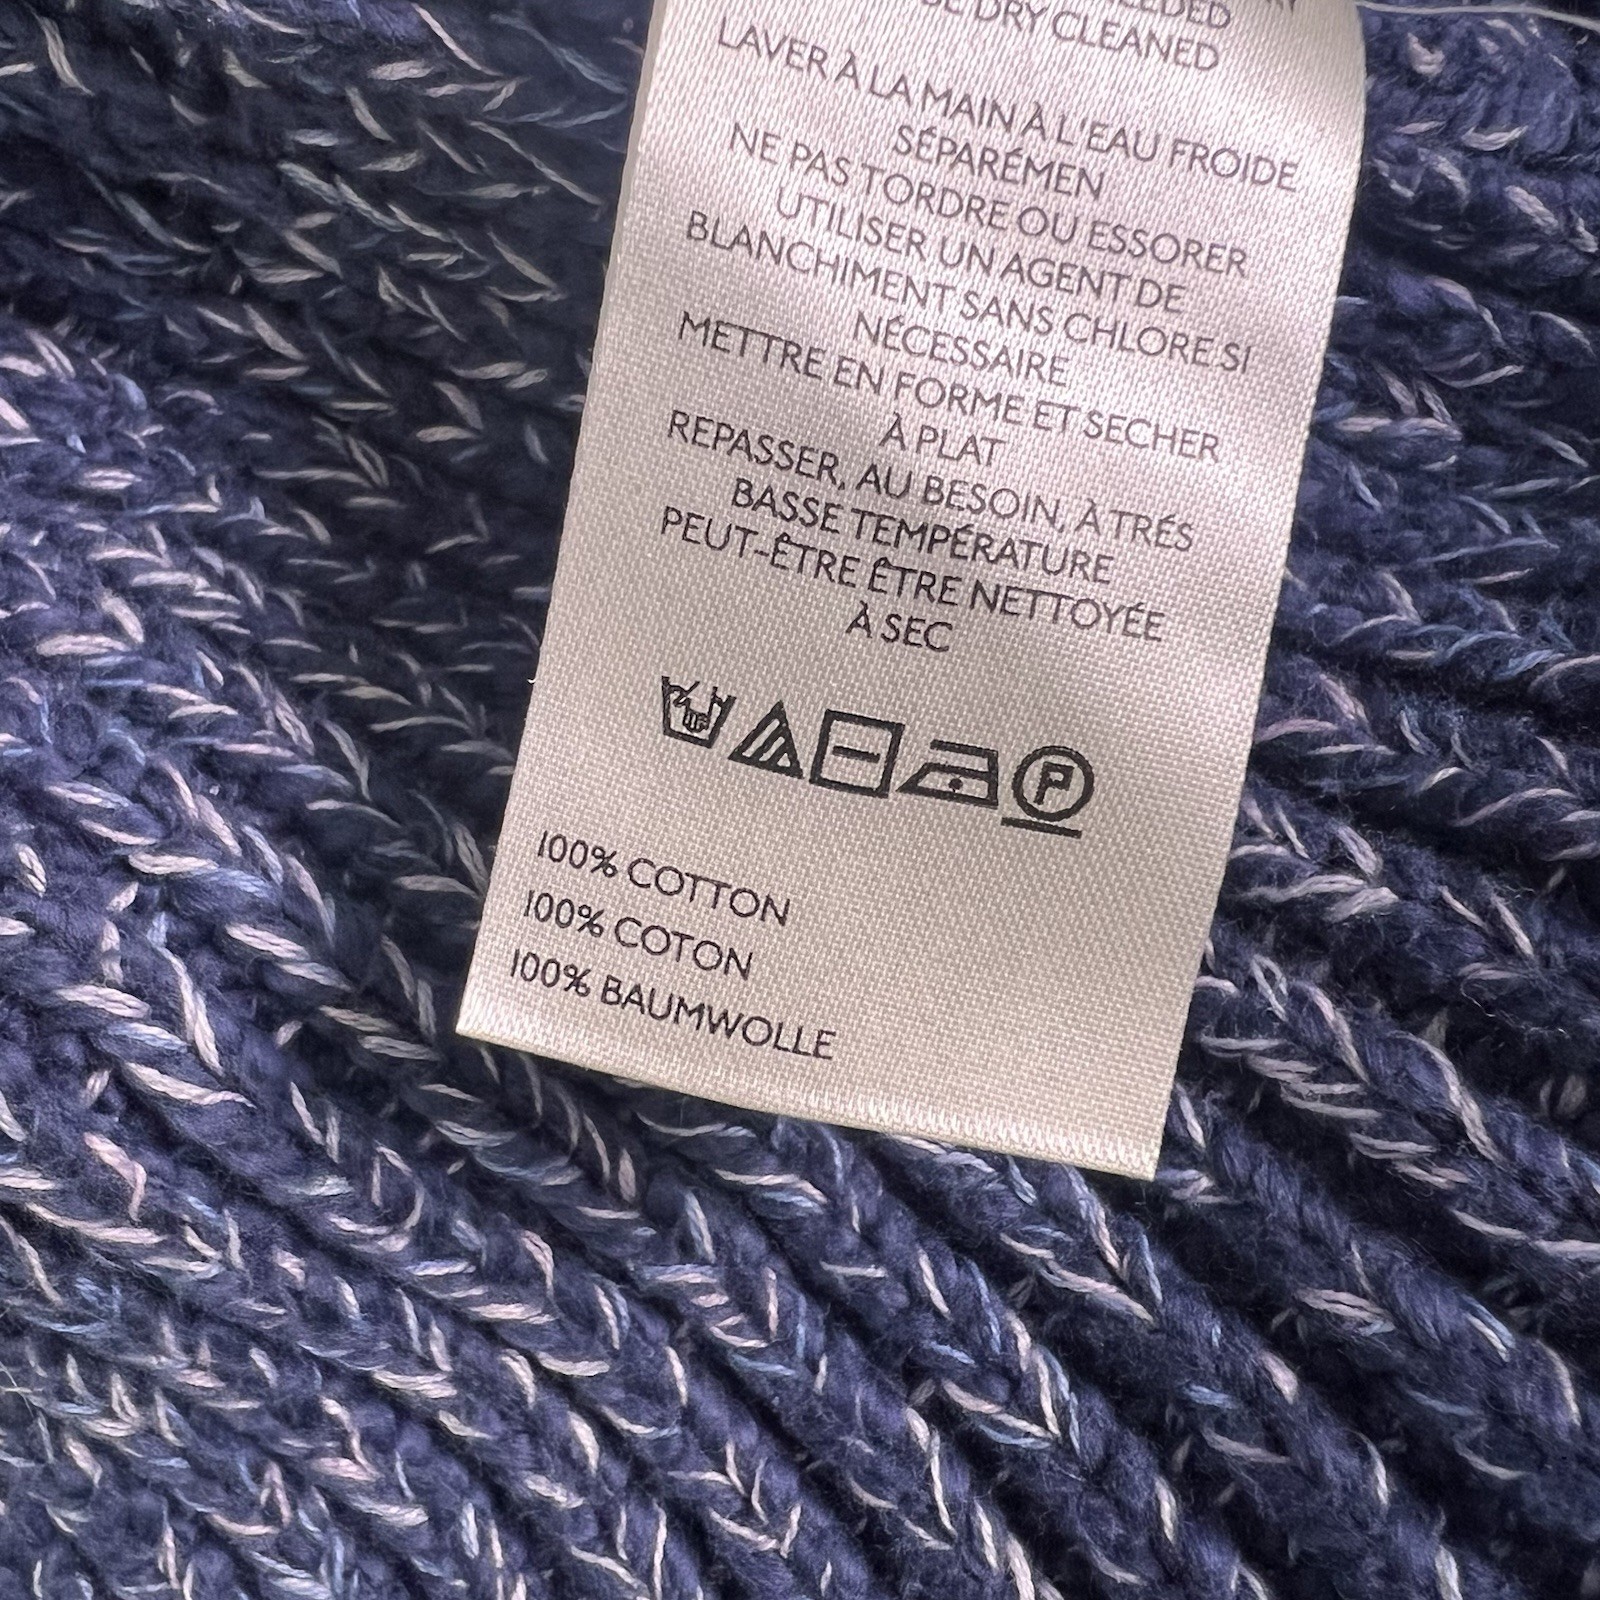 DRY CLEANED
LAVER À LA MAIN À L'EAU FROIDE
SÉPARÉMEN
NE PAS TORDRE OU ESSORER
UTILISER UN AGENT DE
BLANCHIMENT SANS CHLORE SI
NÉCESSAIRE
METTRE EN FORME ET SECHER
À PLAT
REPASSER, AU BESOIN, À TRÉS
BASSE TEMPÉRATURE
PEUT-ÊTRE ÊTRE NETTOYÉE
À SEC
P
100% COTTON
100% COTON
100% BAUMWOLLE